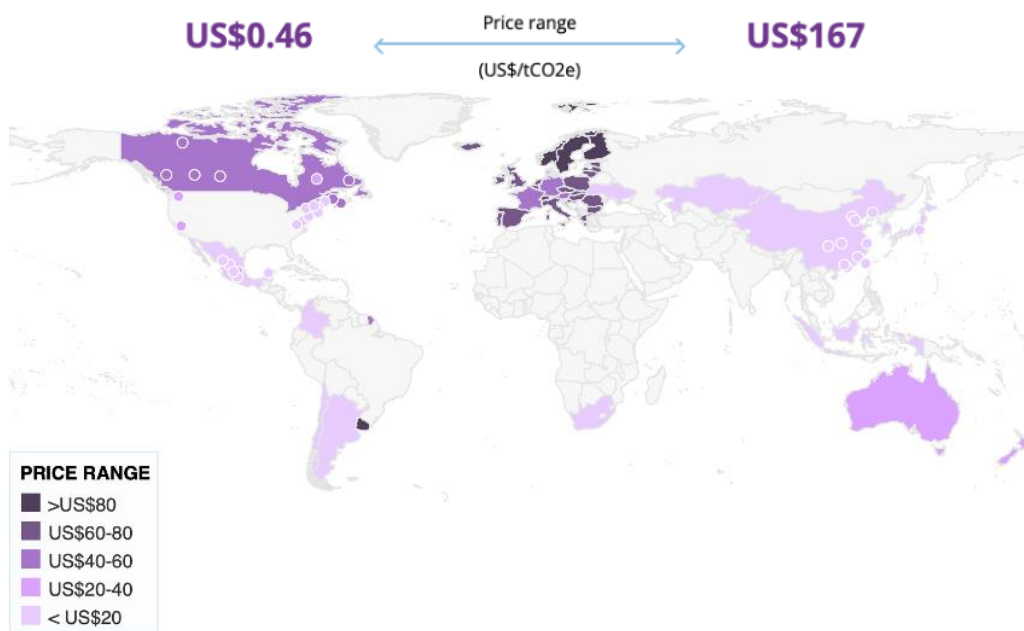 US$0.46
Price range
US$167
(US$/tCO2e)
PRICE RANGE
>US$80
US$60-80
US$40-60
US$20-40
< US$20